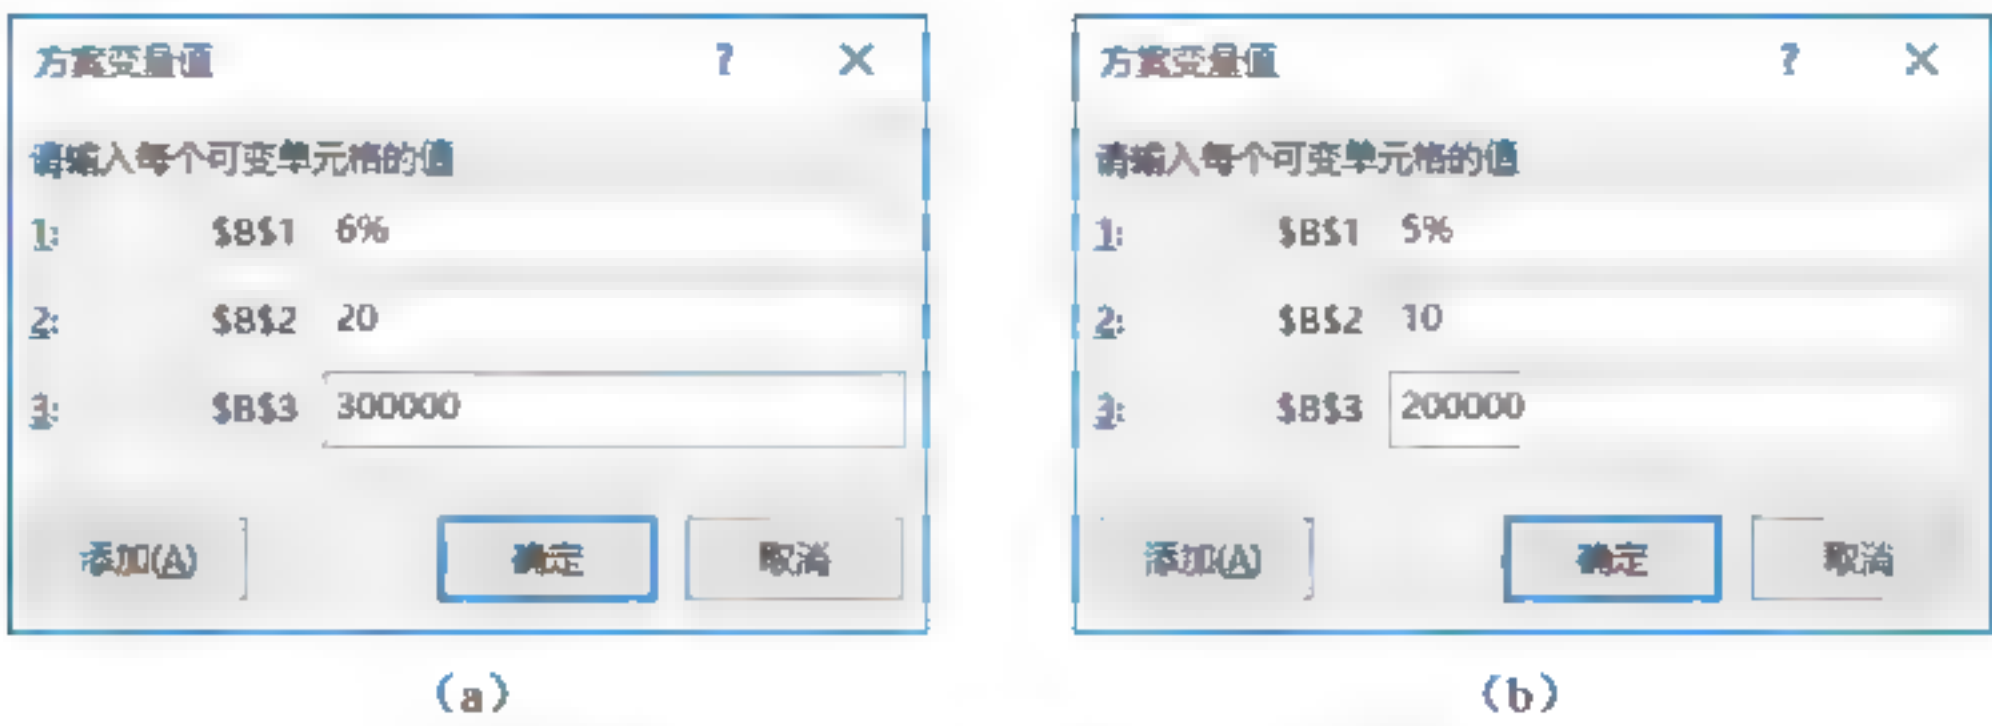 方案变量值 ? ×
请输入每个可变单元格的值
1: $B$1 6%
2: $B$2 20
3: $B$3 300000
添加(A) 确定 取消
(a)
方案变量值 ? ×
请输入每个可变单元格的值
1: $B$1 5%
2: $B$2 10
3: $B$3 200000
添加(A) 确定 取消
(b)